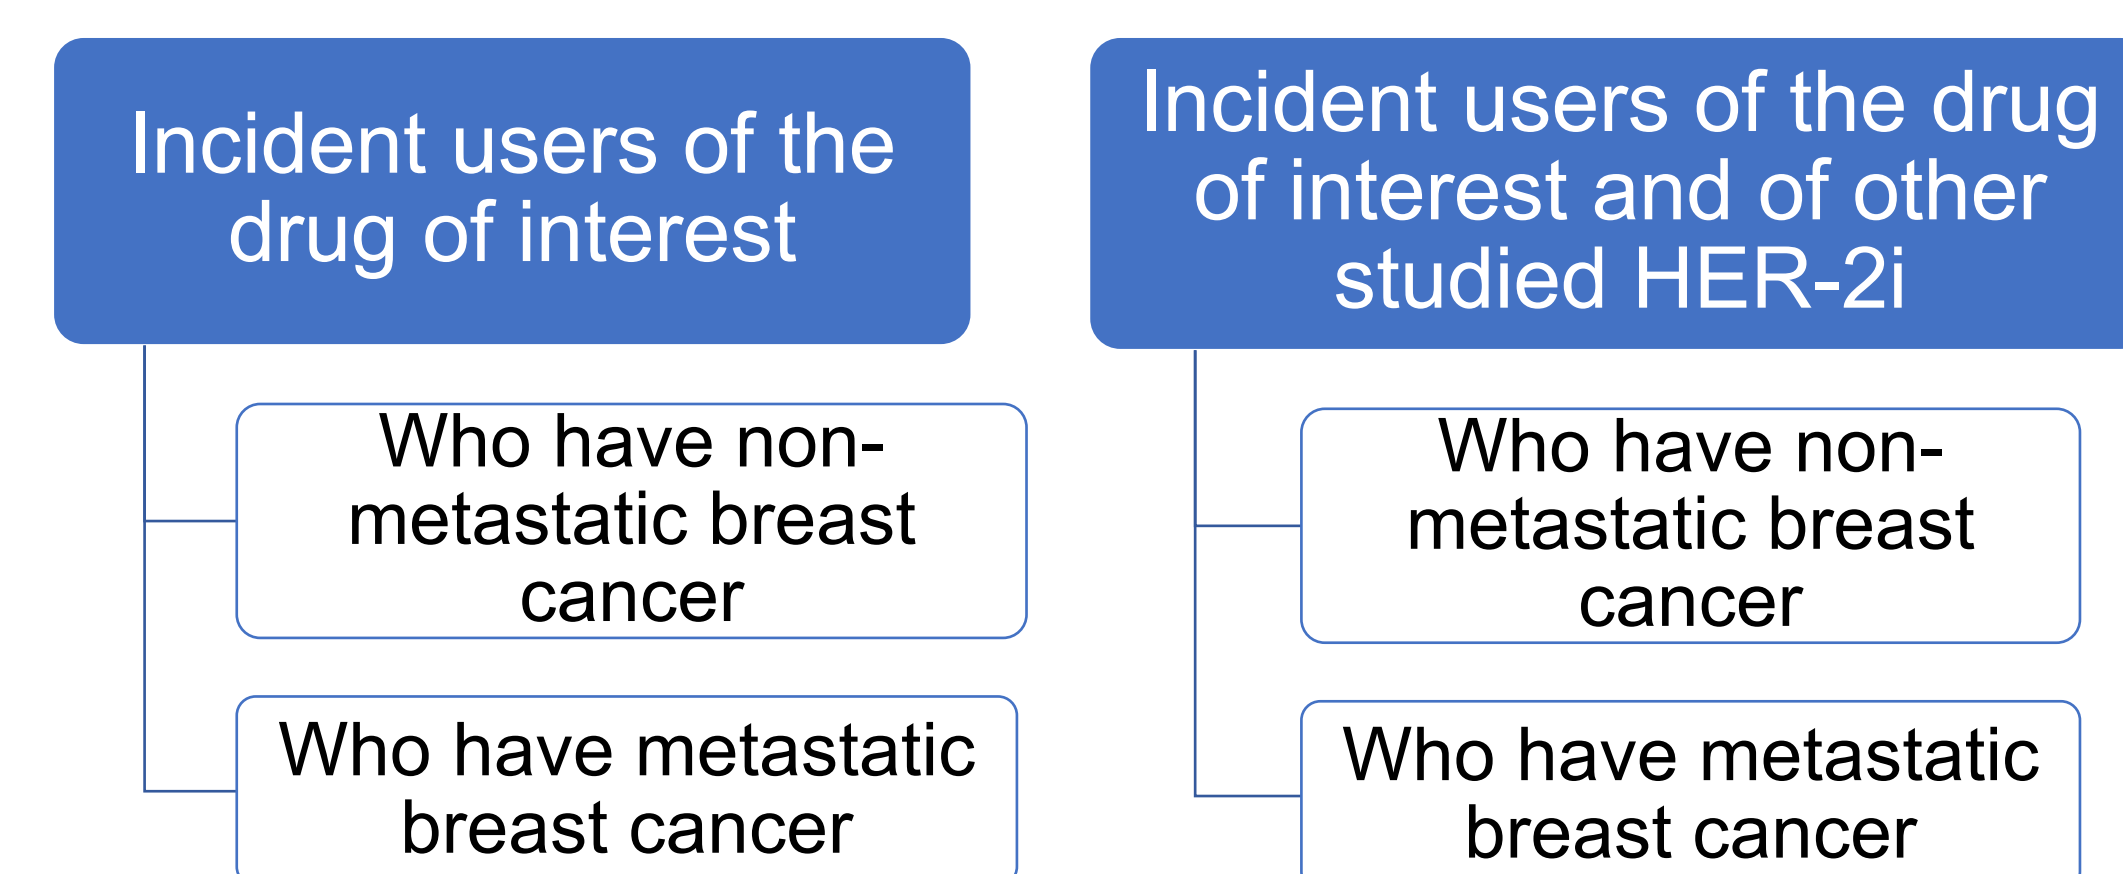 Incident users of the
drug of interest
Who have non-
metastatic breast
cancer
Who have metastatic
breast cancer
Incident users of the drug
of interest and of other
studied HER-2i
Who have non-
metastatic breast
cancer
Who have metastatic
breast cancer